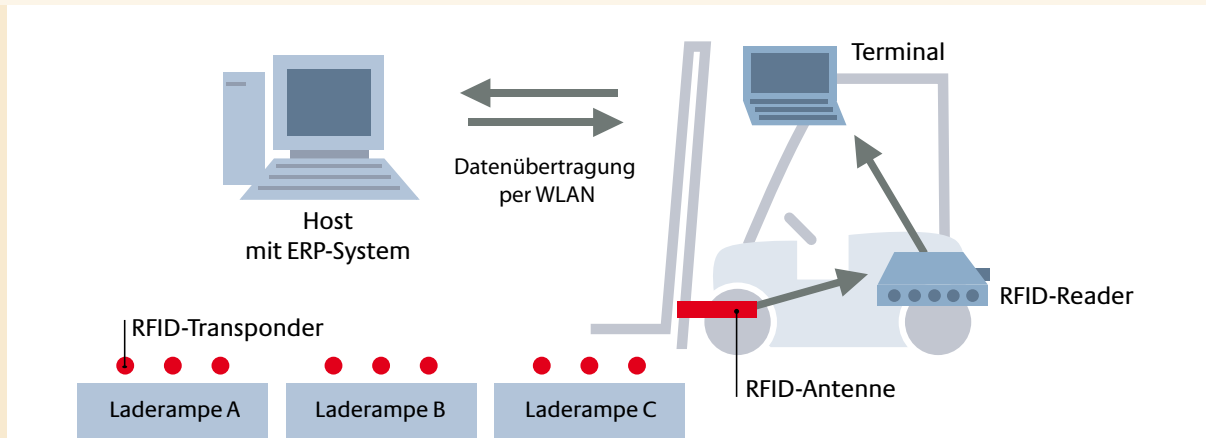 Terminal
Datenübertragung
per WLAN
Host
mit ERP-System
RFID-Reader
RFID-Transponder
RFID-Antenne
Laderampe A
Laderampe B
Laderampe C